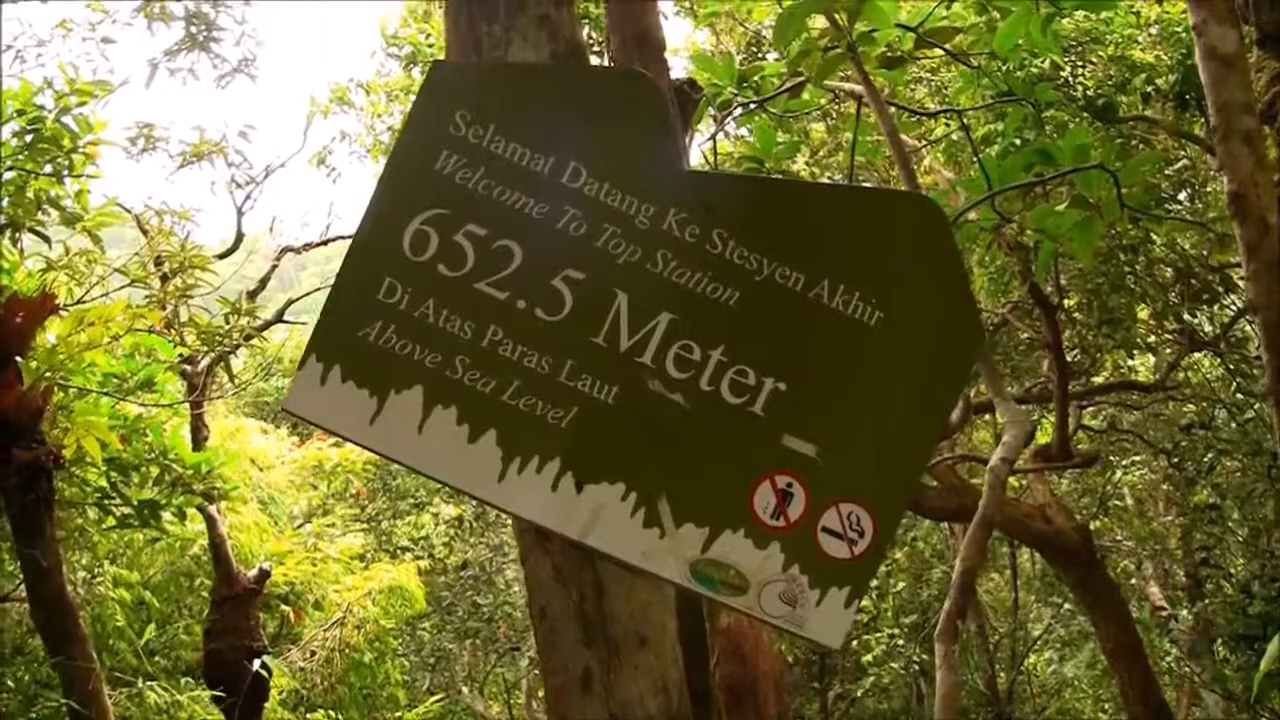 Selamat Datang Ke Stesyen Akhir
Welcome To Top Station
652.5 Meter
Di Atas Paras Laut
Above Sea Level